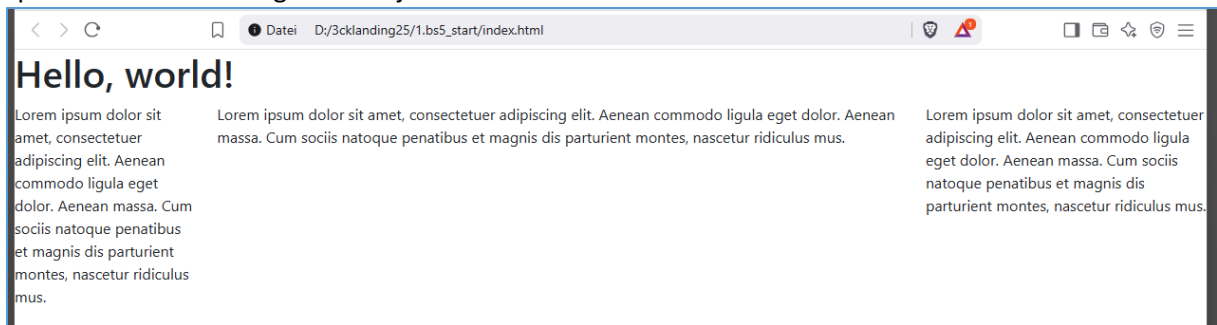 Datei D:/3cklanding25/1.bs5_start/index.html
1
Hello, world!
Lorem ipsum dolor sit
amet, consectetuer
adipiscing elit. Aenean
commodo ligula eget
dolor. Aenean massa. Cum
sociis natoque penatibus
et magnis dis parturient
montes, nascetur ridiculus
mus.
Lorem ipsum dolor sit amet, consectetuer adipiscing elit. Aenean commodo ligula eget dolor. Aenean
massa. Cum sociis natoque penatibus et magnis dis parturient montes, nascetur ridiculus mus.
Lorem ipsum dolor sit amet, consectetuer
adipiscing elit. Aenean commodo ligula
eget dolor. Aenean massa. Cum sociis
natoque penatibus et magnis dis
parturient montes, nascetur ridiculus mus.